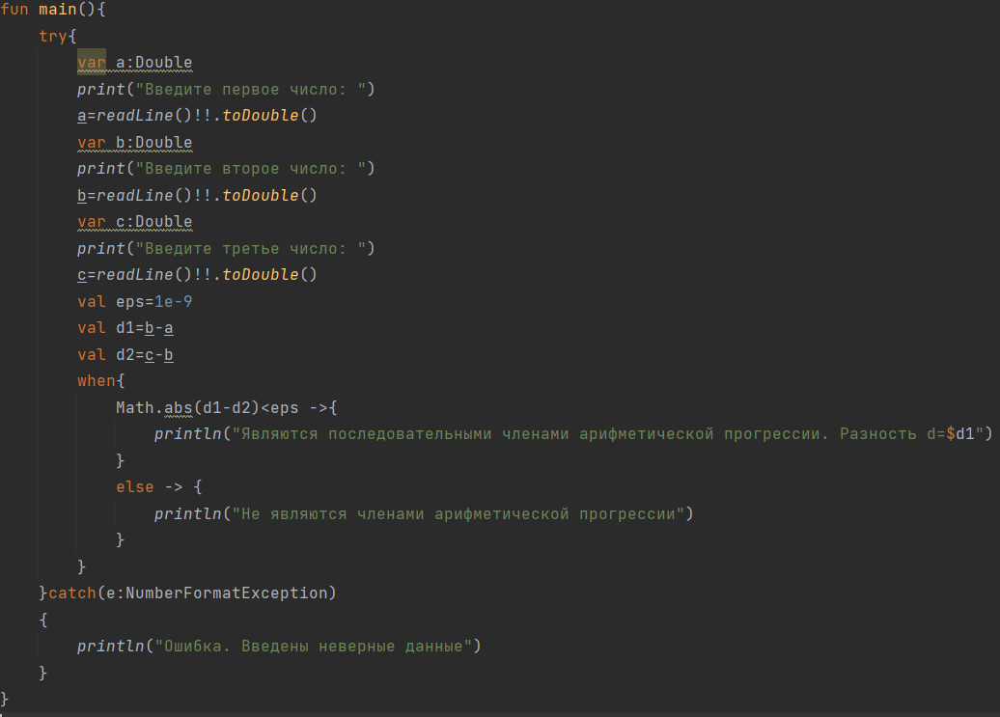 fun main(){
    try{
        var a:Double
        print("Введите первое число: ")
        a=readLine()!!.toDouble()
        var b:Double
        print("Введите второе число: ")
        b=readLine()!!.toDouble()
        var c:Double
        print("Введите третье число: ")
        c=readLine()!!.toDouble()
        val eps=1e-9
        val d1=b-a
        val d2=c-b
        when{
            Math.abs(d1-d2)<eps ->{
                println("Являются последовательными членами арифметической прогрессии. Разность d=$d1")
            }
            else -> {
                println("Не являются членами арифметической прогрессии")
            }
        }
    }catch(e:NumberFormatException)
    {
        println("Ошибка. Введены неверные данные")
    }
}